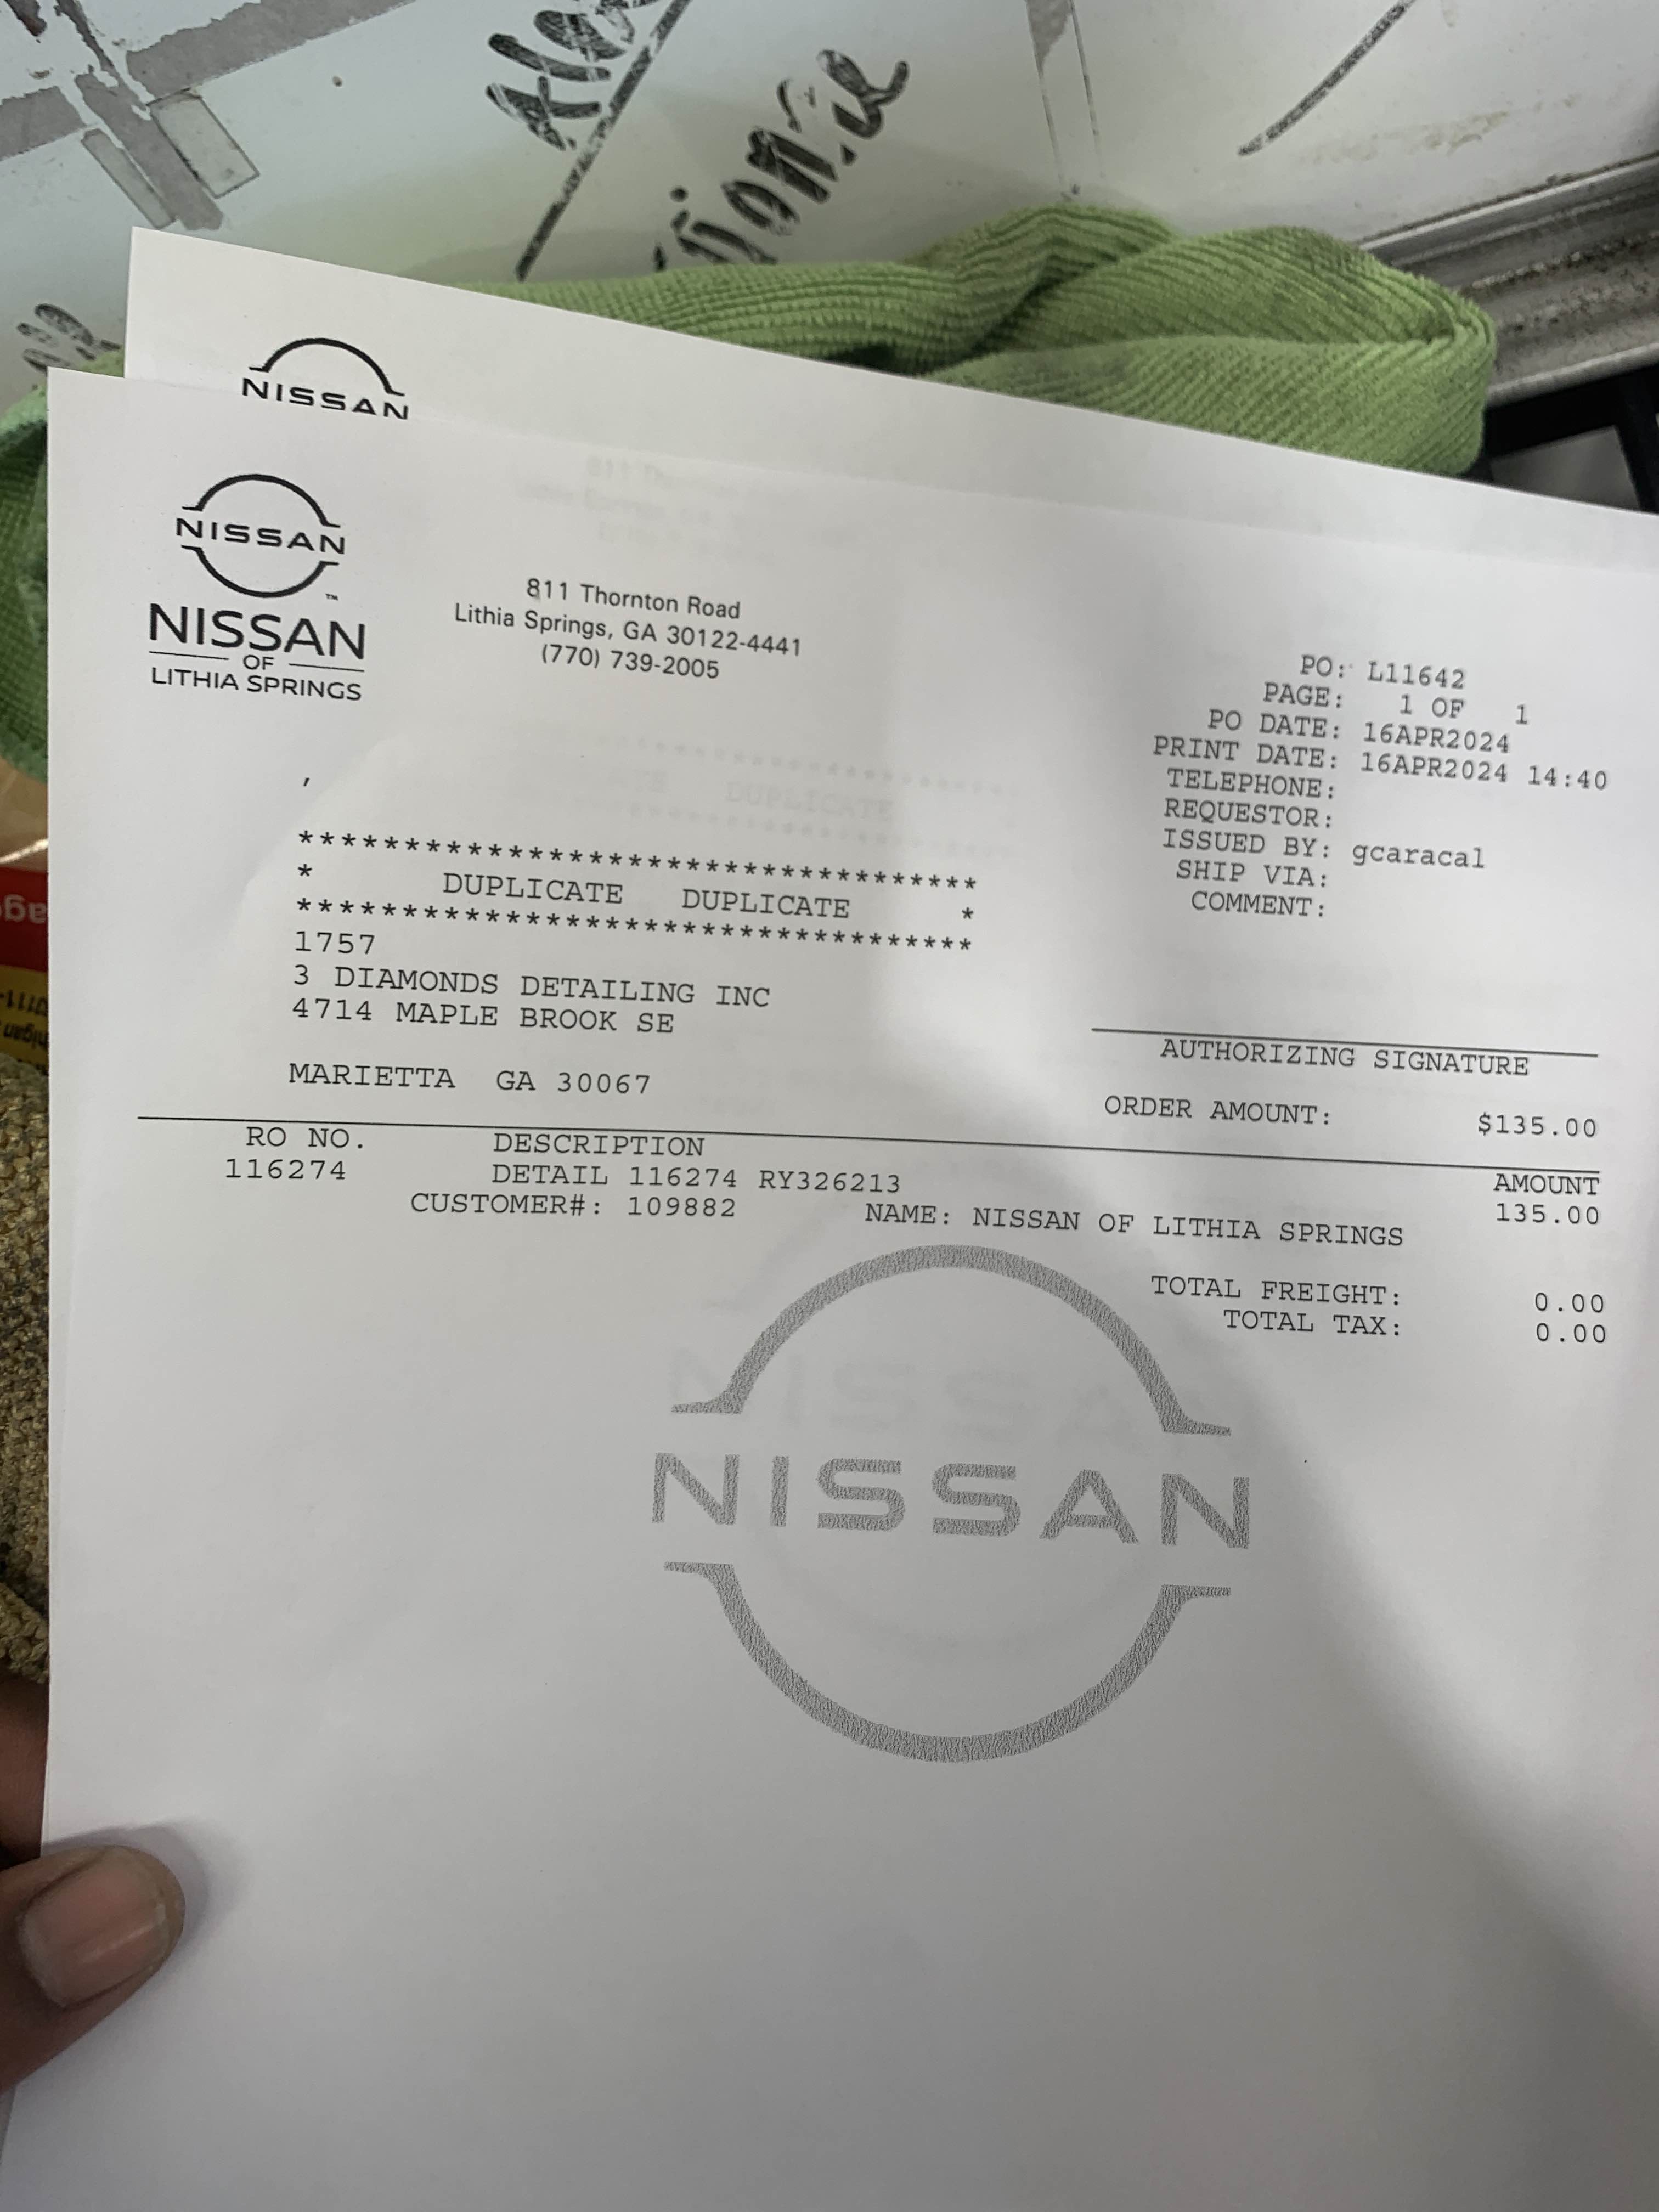 NISSAN
NISSAN
NISSAN
OF
LITHIA SPRINGS
811 Thornton Road
Lithia Springs, GA 30122-4441
(770) 739-2005
PO: L11642
PAGE: 1 OF 1
PO DATE: 16APR2024
PRINT DATE: 16APR2024 14:40
TELEPHONE:
REQUESTOR:
ISSUED BY: gcaracal
SHIP VIA:
COMMENT:
,
*********************************
* DUPLICATE DUPLICATE *
*********************************
1757
3 DIAMONDS DETAILING INC
4714 MAPLE BROOK SE
MARIETTA GA 30067
AUTHORIZING SIGNATURE
ORDER AMOUNT: $135.00
RO NO. DESCRIPTION AMOUNT
116274 DETAIL 116274 RY326213 135.00
CUSTOMER#: 109882 NAME: NISSAN OF LITHIA SPRINGS
TOTAL FREIGHT: 0.00
TOTAL TAX: 0.00
NISSAN